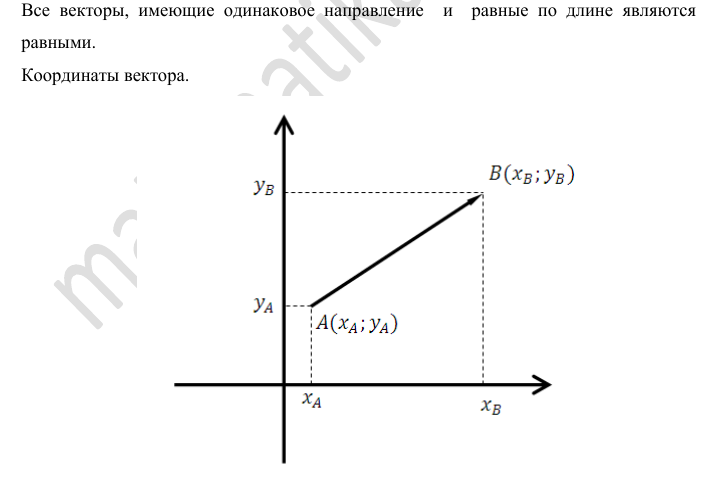 Все векторы, имеющие одинаковое направление и равные по длине являются
равными.
Координаты вектора.
B(x_B; y_B)
y_B
y_A
A(x_A; y_A)
x_A
x_B